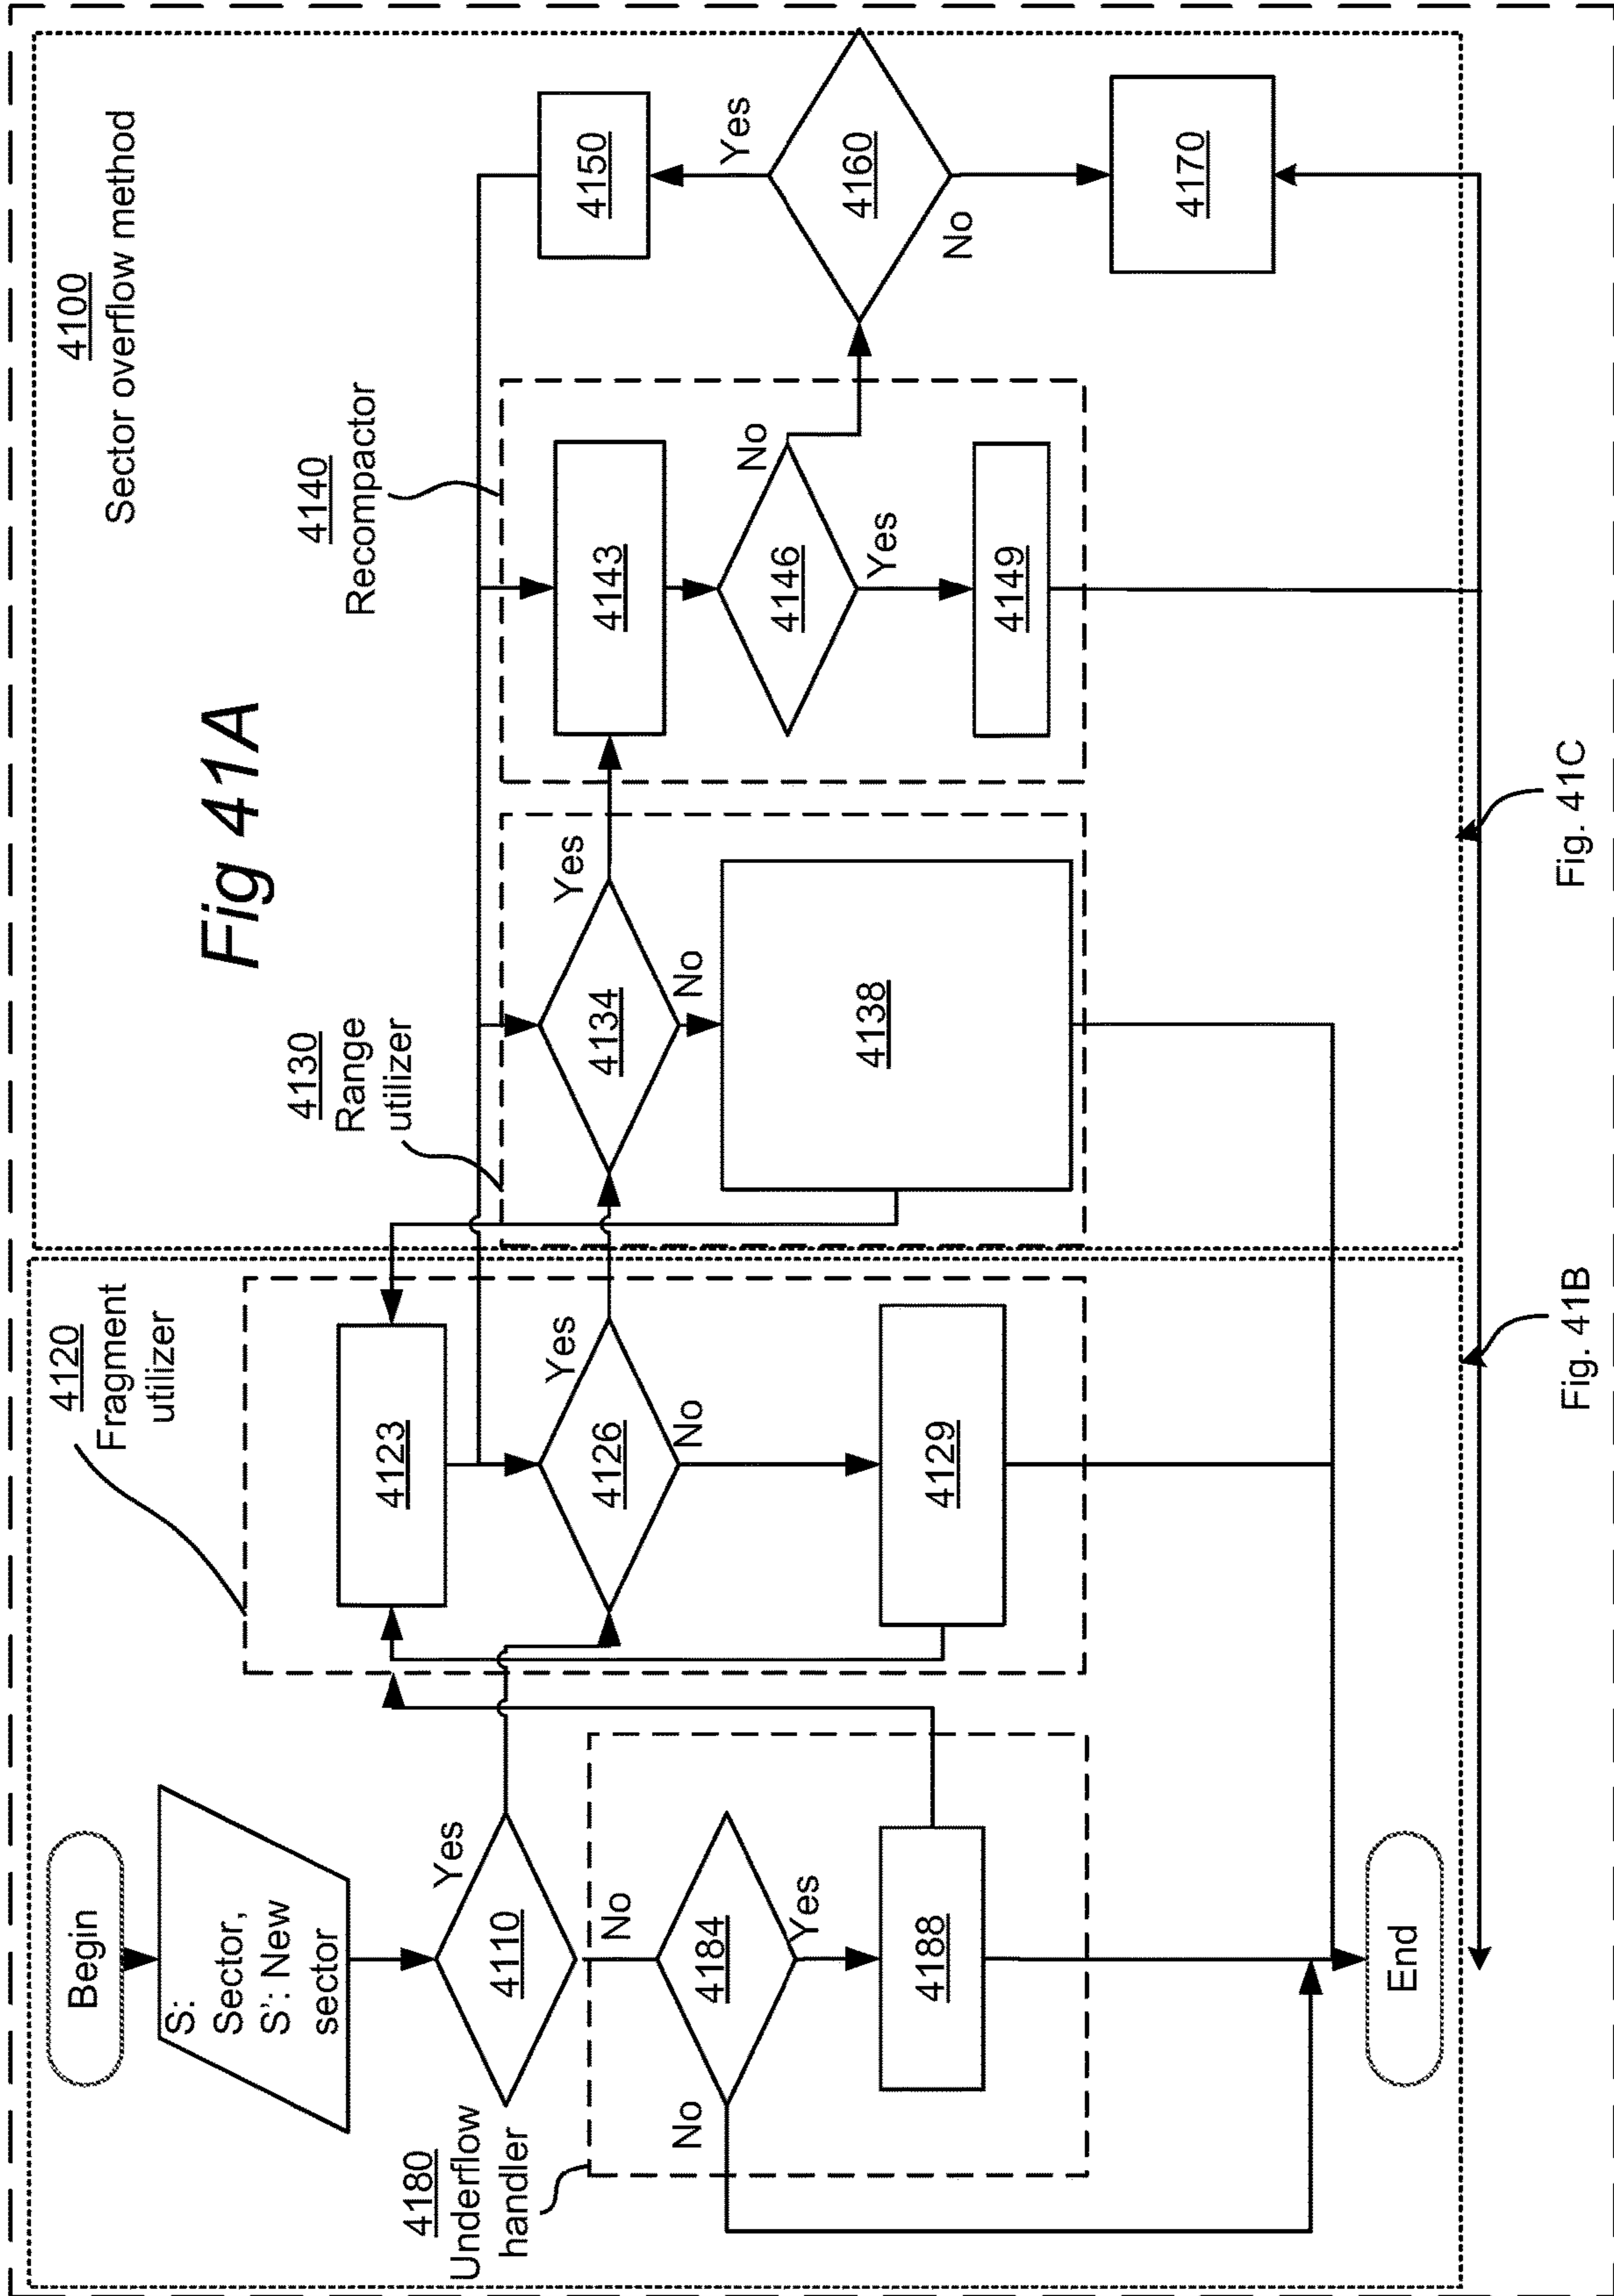 Fig 41A
4100
Sector overflow method
Begin
S:
Sector,
S': New
sector
4110
Yes
No
4180
Underflow
handler
4184
No
Yes
4188
End
4120
Fragment
utilizer
4123
4126
Yes
No
4129
4130
Range
utilizer
4134
Yes
No
4138
4140
Recompactor
4143
4146
No
Yes
4149
4150
Yes
4160
No
4170
Fig. 41B
Fig. 41C